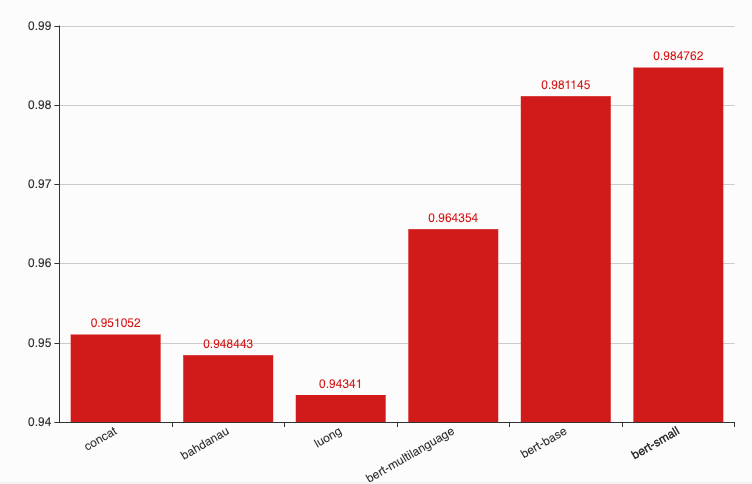 0.99
0.984762
0.981145
0.98
0.97
0.964354
0.96
0.951052
0.95
0.948443
0.94341
0.94
concat
bahdanau
luong
bert-multilanguage
bert-base
bert-small